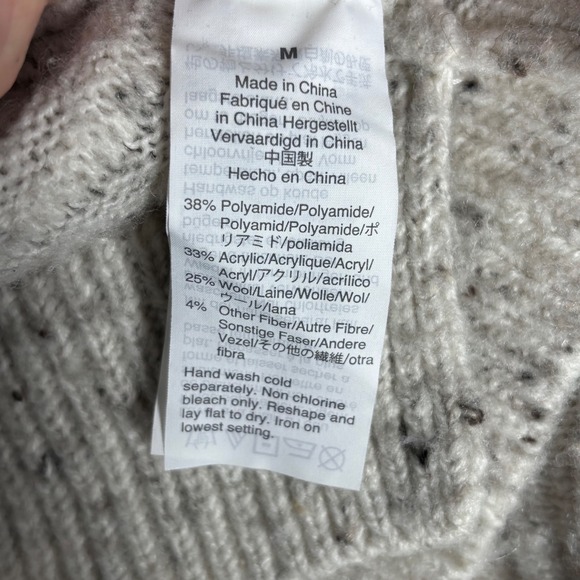 M
Made in China
Fabriqué en Chine
in China Hergestellt
Vervaardigd in China
中国製
Hecho en China
38% Polyamide/Polyamide/
Polyamid/Polyamide/ポ
リアミド/poliamida
33% Acrylic/Acrylique/Acryl/
Acryl/アクリル/acrílico
25% Wool/Laine/Wolle/Wol/
ウール/lana
4% Other Fiber/Autre Fibre/
Sonstige Faser/Andere
Vezel/その他の繊維/otra
fibra
Hand wash cold
separately. Non chlorine
bleach only. Reshape and
lay flat to dry. Iron on
lowest setting.